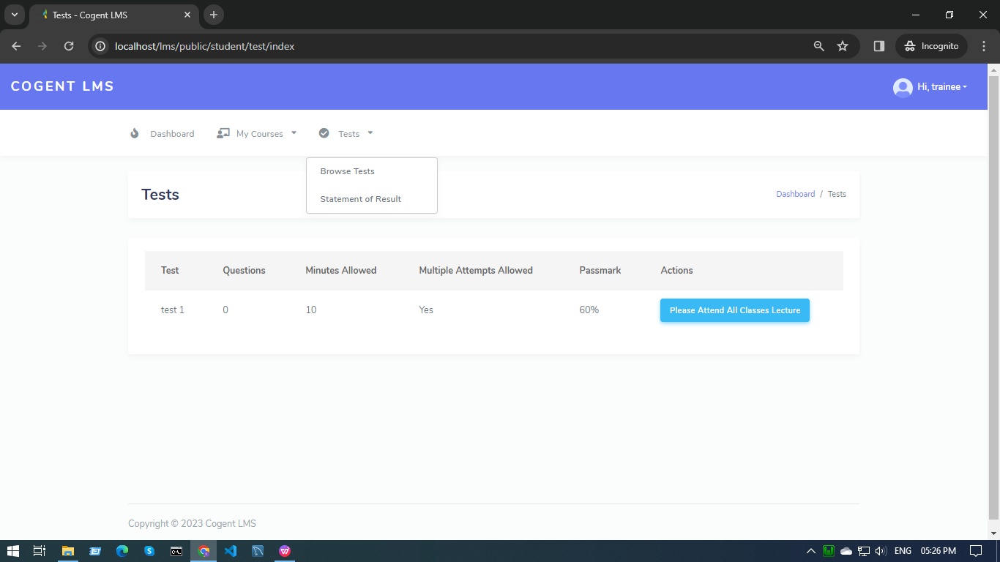 Tests - Cogent LMS
localhost/lms/public/student/test/index
Incognito
COGENT LMS
Hi, trainee
Dashboard
My Courses
Tests
Browse Tests
Statement of Result
Tests
Dashboard / Tests
Test Questions Minutes Allowed Multiple Attempts Allowed Passmark Actions
test 1 0 10 Yes 60% Please Attend All Classes Lecture
Copyright © 2023 Cogent LMS
ENG 05:26 PM